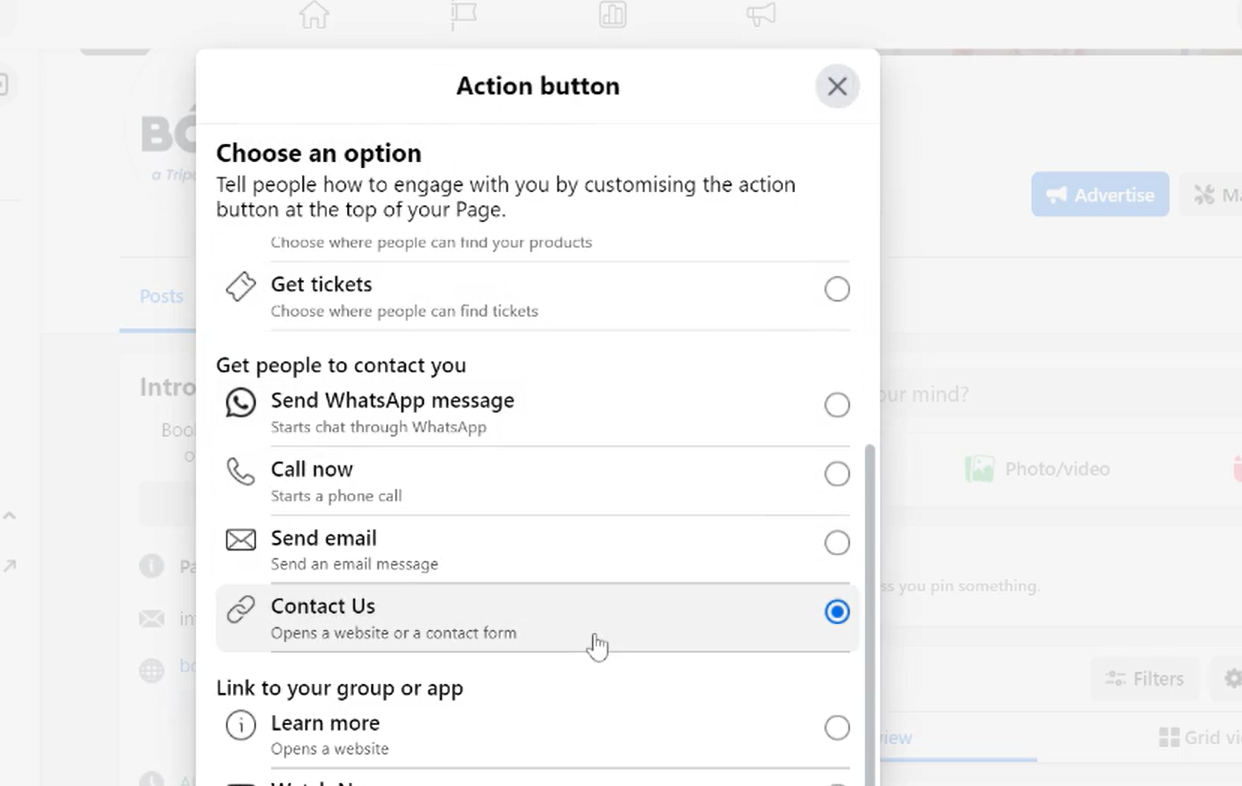 Action button
BÓ
a Trip
Choose an option
Tell people how to engage with you by customising the action
button at the top of your Page.
Advertise
Choose where people can find your products
Get tickets
Choose where people can find tickets
Posts
Get people to contact you
Intro
Send WhatsApp message
Starts chat through WhatsApp
our mind?
Call now
Starts a phone call
Photo/video
Send email
Send an email message
ss you pin something.
Contact Us
Opens a website or a contact form
Link to your group or app
Filters
Learn more
Opens a website
Grid vi